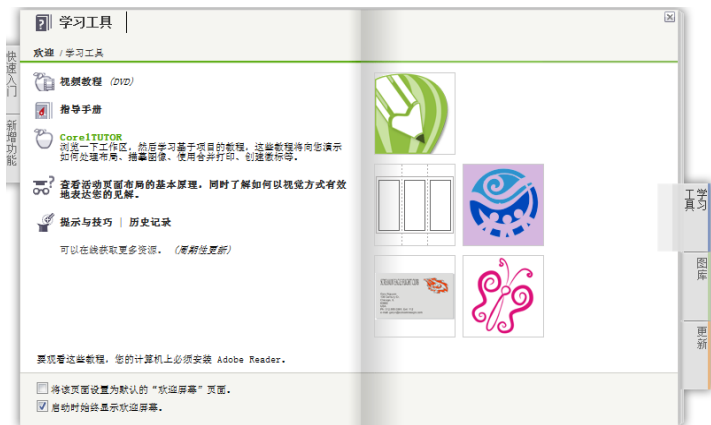 学习工具
欢迎 / 学习工具
快速入门
新增功能
视频教程 (DVD)
指导手册
CorelTUTOR
浏览一下工作区，然后学习基于项目的教程，这些教程将向您演示
如何处理布局、描摹图像、使用合并打印、创建徽标等。
查看活动页面布局的基本原理，同时了解如何以视觉方式有效
地表达您的见解。
提示与技巧 | 历史记录
可以在线获取更多资源。 (周期性更新)
要观看这些教程，您的计算机上必须安装 Adobe Reader。
将该页面设置为默认的“欢迎屏幕”页面。
启动时始终显示欢迎屏幕。
学习工具
图库
更新